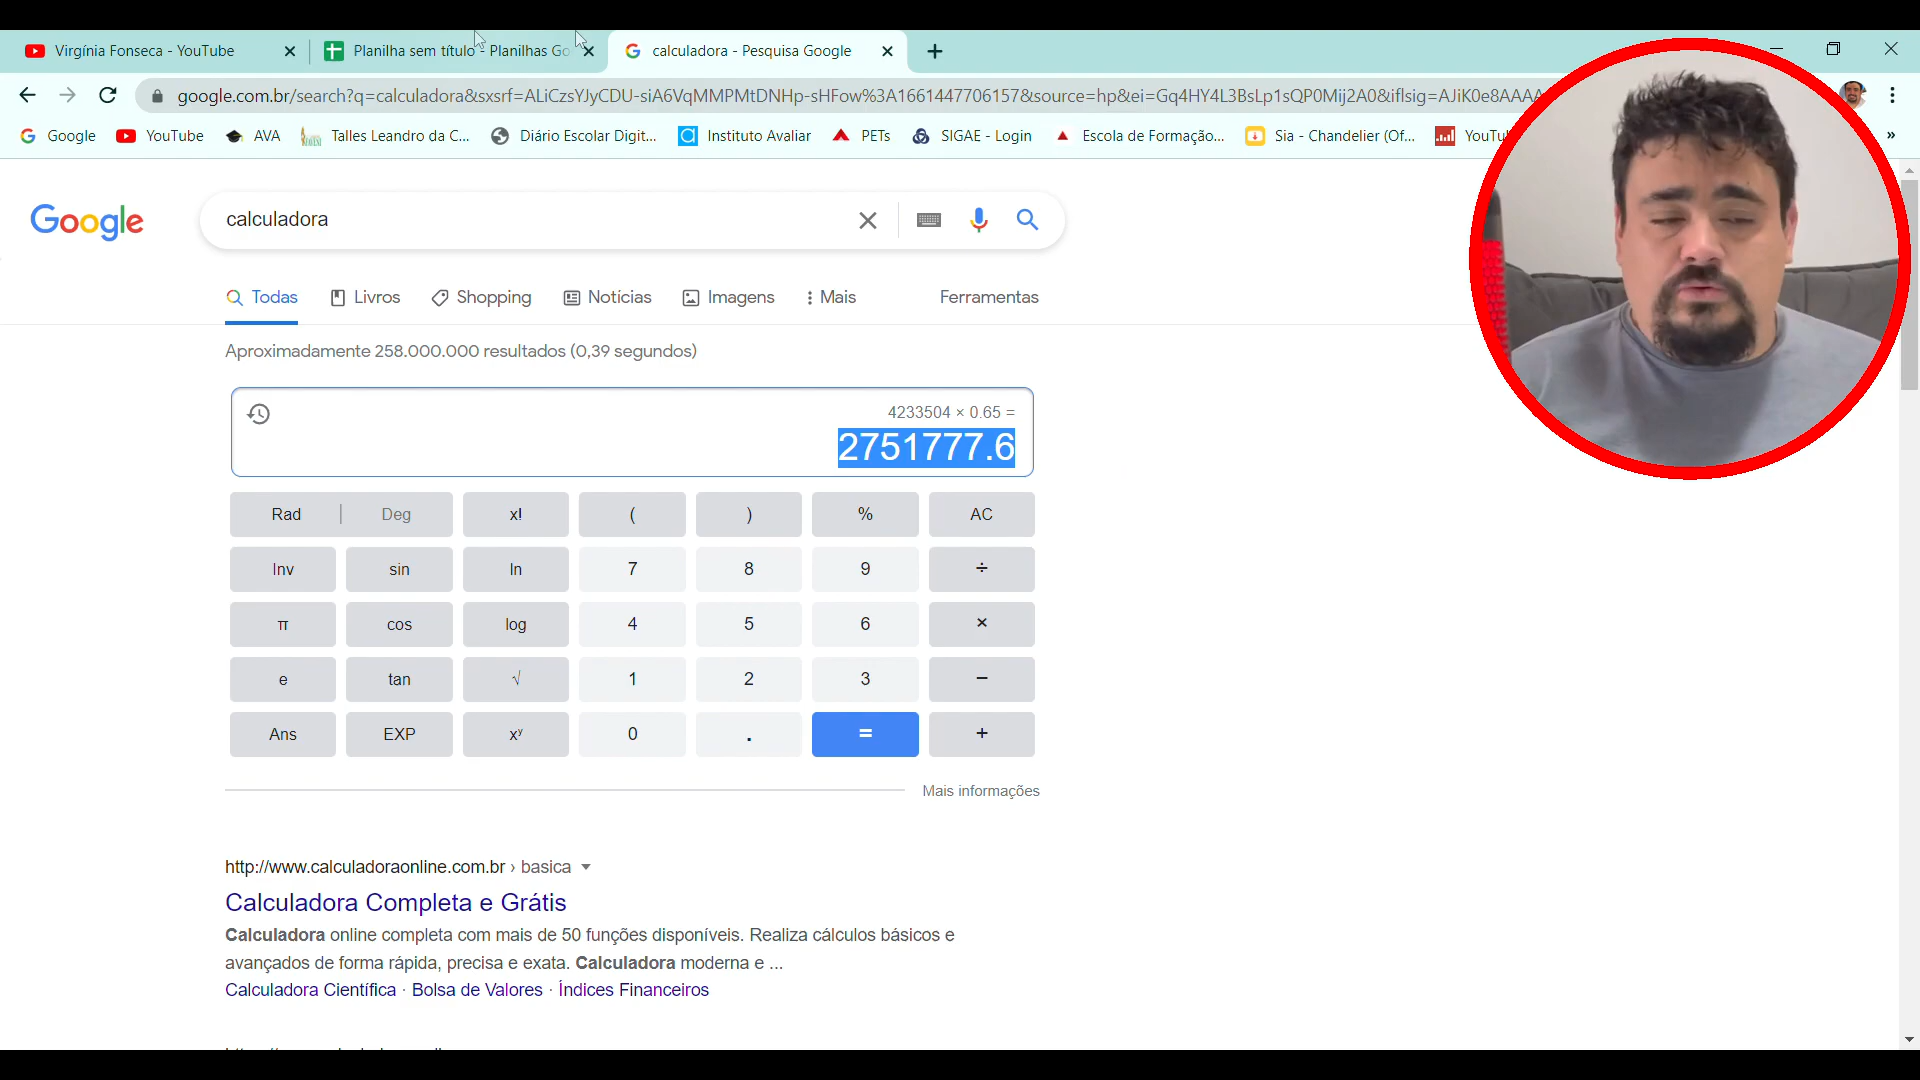 Virgínia Fonseca - YouTube
Planilha sem título - Planilhas Go
calculadora - Pesquisa Google
google.com.br/search?q=calculadora&sxsrf=ALiCzsYJyCDU-siA6VqMMPMtDNHp-sHFow%3A1661447706157&source=hp&ei=Gq4HY4L3BsLp1sQP0Mij2A0&iflsig=AJiK0e8AAAA
Google YouTube AVA Talles Leandro da C... Diário Escolar Digit... Instituto Avaliar PETs SIGAE - Login Escola de Formação... Sia - Chandelier (Of... YouTu
Google
calculadora
Todas Livros Shopping Notícias Imagens Mais Ferramentas
Aproximadamente 258.000.000 resultados (0,39 segundos)
4233504 × 0.65 =
2751777.6
Rad | Deg x! ( ) % AC
Inv sin ln 7 8 9 ÷
π cos log 4 5 6 ×
e tan √ 1 2 3 −
Ans EXP xʸ 0 . = +
Mais informações
http://www.calculadoraonline.com.br › basica
Calculadora Completa e Grátis
Calculadora online completa com mais de 50 funções disponíveis. Realiza cálculos básicos e
avançados de forma rápida, precisa e exata. Calculadora moderna e ...
Calculadora Científica · Bolsa de Valores · Índices Financeiros